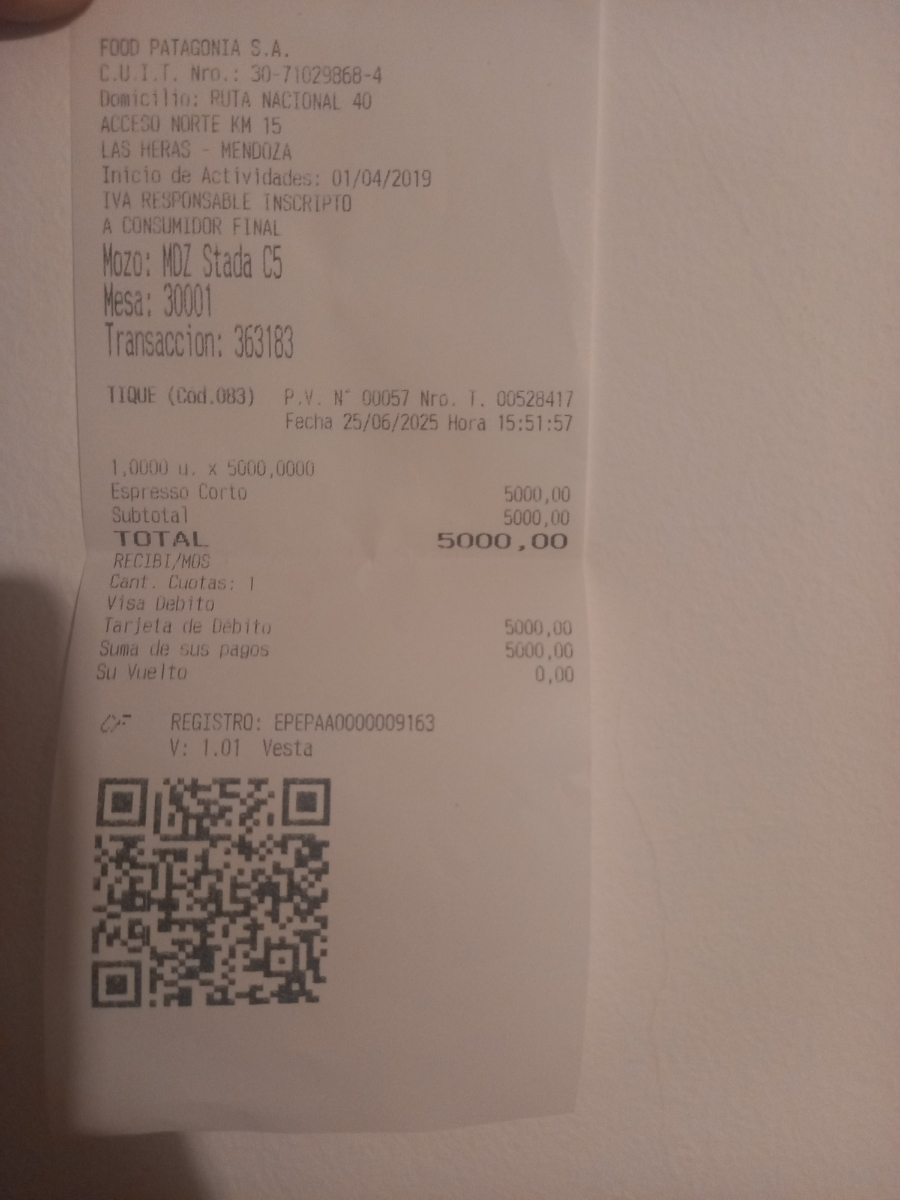 FOOD PATAGONIA S.A.
C.U.I.T. Nro.: 30-71029868-4
Domicilio: RUTA NACIONAL 40
ACCESO NORTE KM 15
LAS HERAS - MENDOZA
Inicio de Actividades: 01/04/2019
IVA RESPONSABLE INSCRIPTO
A CONSUMIDOR FINAL
Mozo: MDZ Stada C5
Mesa: 30001
Transaccion: 363183
TIQUE (Cod.083) P.V. N° 00057 Nro. T. 00528417
Fecha 25/06/2025 Hora 15:51:57
1,0000 u. x 5000,0000
Espresso Corto 5000,00
Subtotal 5000,00
TOTAL 5000,00
RECIBI/MOS
Cant. Cuotas: 1
Visa Debito
Tarjeta de Débito 5000,00
Suma de sus pagos 5000,00
Su Vuelto 0,00
CF REGISTRO: EPEPAA0000009163
V: 1.01 Vesta